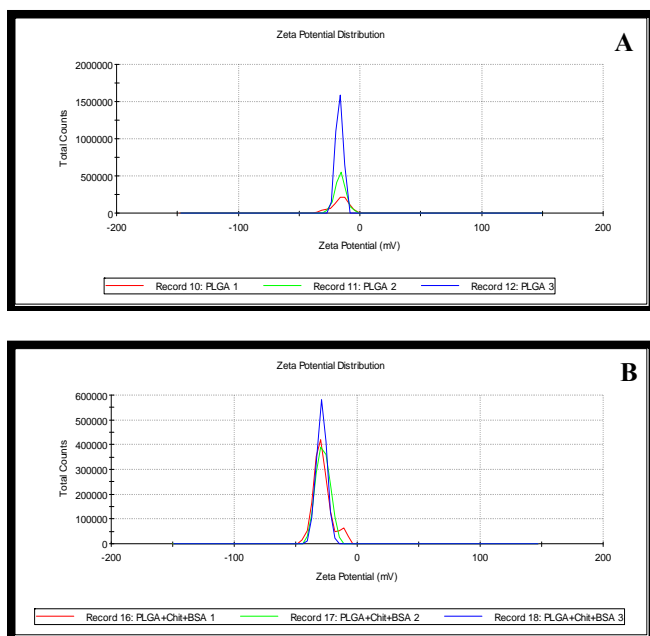 Zeta Potential Distribution
A
2000000
1500000
1000000
500000
0
Total Counts
-200 -100 0 100 200
Zeta Potential (mV)
Record 10: PLGA 1 Record 11: PLGA 2 Record 12: PLGA 3
Zeta Potential Distribution
B
600000
500000
400000
300000
200000
100000
0
Total Counts
-200 -100 0 100 200
Zeta Potential (mV)
Record 16: PLGA+Chit+BSA 1 Record 17: PLGA+Chit+BSA 2 Record 18: PLGA+Chit+BSA 3